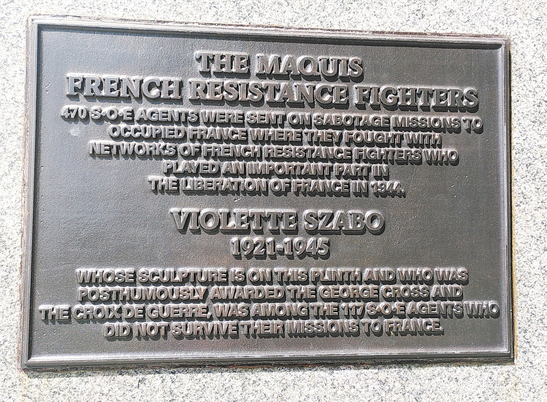 THE MAQUIS
FRENCH RESISTANCE FIGHTERS
470 S·O·E AGENTS WERE SENT ON SABOTAGE MISSIONS TO
OCCUPIED FRANCE WHERE THEY FOUGHT WITH
NETWORKS OF FRENCH RESISTANCE FIGHTERS WHO
PLAYED AN IMPORTANT PART IN
THE LIBERATION OF FRANCE IN 1944.
VIOLETTE SZABO
1921-1945
WHOSE SCULPTURE IS ON THIS PLINTH AND WHO WAS
POSTHUMOUSLY AWARDED THE GEORGE CROSS AND
THE CROIX DE GUERRE, WAS AMONG THE 117 S·O·E AGENTS WHO
DID NOT SURVIVE THEIR MISSIONS TO FRANCE.